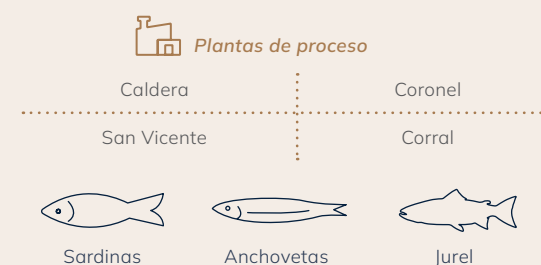 Plantas de proceso
Caldera Coronel
San Vicente Corral
Sardinas Anchovetas Jurel